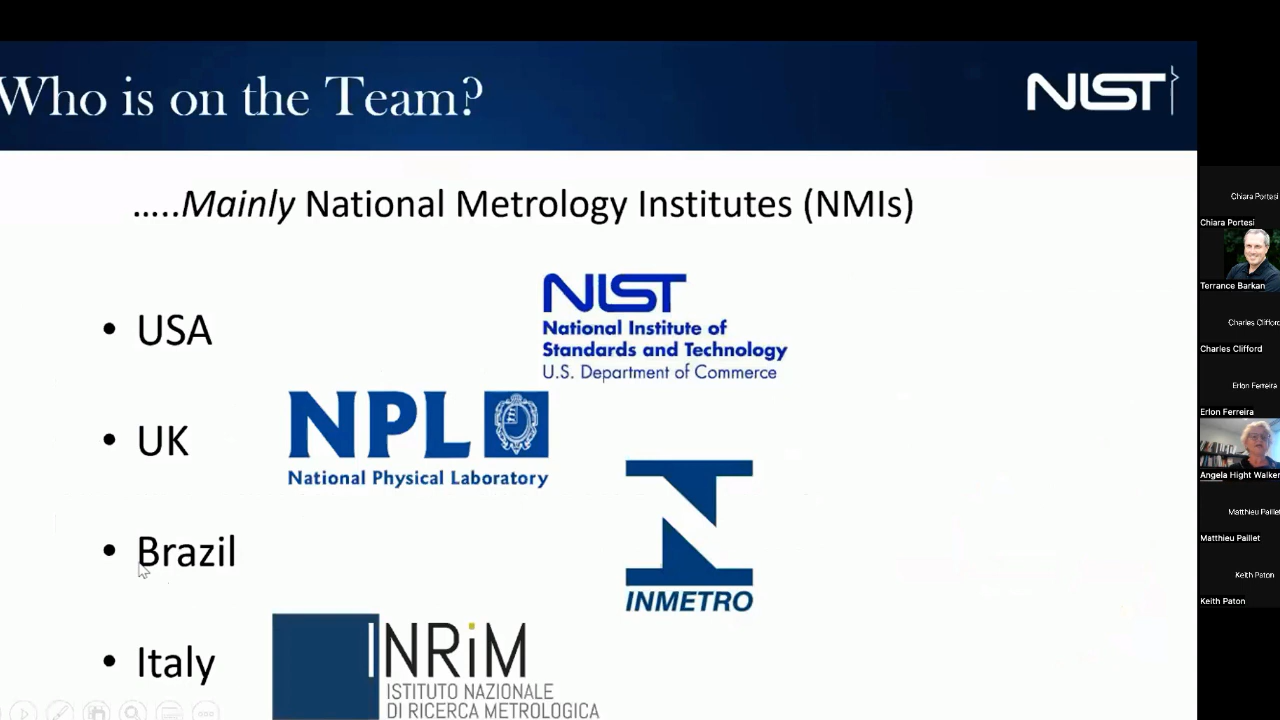 Who is on the Team?
NIST
…..Mainly National Metrology Institutes (NMIs)
• USA
NIST
National Institute of
Standards and Technology
U.S. Department of Commerce
• UK
NPL
National Physical Laboratory
• Brazil
INMETRO
• Italy
INRiM
ISTITUTO NAZIONALE
DI RICERCA METROLOGICA
Chiara Portesi
Chiara Portesi
Terrance Barkan
Charles Clifford
Charles Clifford
Erlon Ferreira
Erlon Ferreira
Angela Hight Walker
Matthieu Paillet
Matthieu Paillet
Keith Paton
Keith Paton